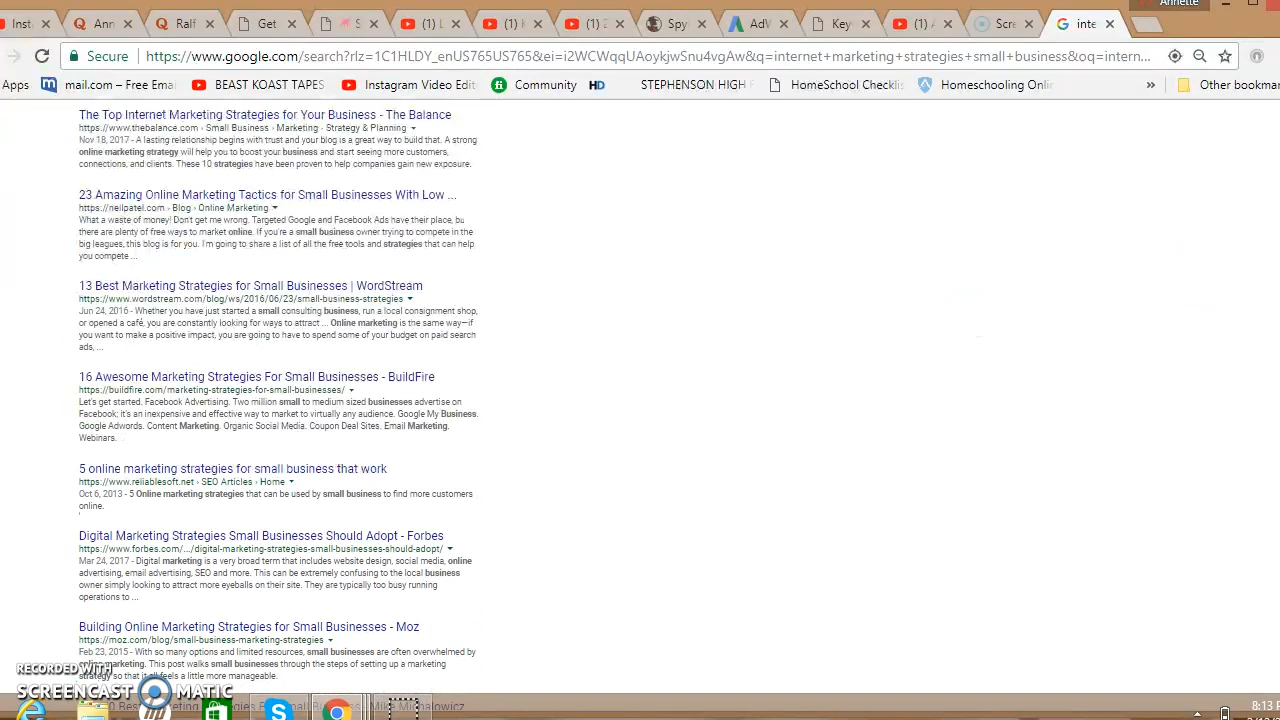 Annette
Inst
Ann
Ralf
Get
S
(1) L
(1)
(1)
Spy
AdW
Key
(1)
Scre
inte
Secure https://www.google.com/search?rlz=1C1HLDY_enUS765US765&ei=i2WCWqqUAoykjwSnu4vgAw&q=internet+marketing+strategies+small+business&oq=intern...
Apps mail.com – Free Ema BEAST KOAST TAPES Instagram Video Edit Community HD STEPHENSON HIGH HomeSchool Checklis Homeschooling Onli » Other bookmar
The Top Internet Marketing Strategies for Your Business - The Balance
https://www.thebalance.com › Small Business › Marketing › Strategy & Planning
Nov 18, 2017 - A lasting relationship begins with trust and your blog is a great way to build that. A strong
online marketing strategy will help you to boost your business and start seeing more customers,
connections, and clients. These 10 strategies have been proven to help companies gain new exposure.
23 Amazing Online Marketing Tactics for Small Businesses With Low ...
https://neilpatel.com › Blog › Online Marketing
What a waste of money! Don't get me wrong. Targeted Google and Facebook Ads have their place, bu
there are plenty of free ways to market online. If you're a small business owner trying to compete in the
big leagues, this blog is for you. I'm going to share a list of all the free tools and strategies that can help
you compete ...
13 Best Marketing Strategies for Small Businesses | WordStream
https://www.wordstream.com/blog/ws/2016/06/23/small-business-strategies
Jun 24, 2016 - Whether you have just started a small consulting business, run a local consignment shop,
or opened a café, you are constantly looking for ways to attract ... Online marketing is the same way—if
you want to make a positive impact, you are going to have to spend some of your budget on paid search
ads, ...
16 Awesome Marketing Strategies For Small Businesses - BuildFire
https://buildfire.com/marketing-strategies-for-small-businesses/
Let's get started. Facebook Advertising. Two million small to medium sized businesses advertise on
Facebook; it's an inexpensive and effective way to market to virtually any audience. Google My Business.
Google Adwords. Content Marketing. Organic Social Media. Coupon Deal Sites. Email Marketing.
Webinars.
5 online marketing strategies for small business that work
https://www.reliablesoft.net › SEO Articles › Home
Oct 6, 2013 - 5 Online marketing strategies that can be used by small business to find more customers
online.
Digital Marketing Strategies Small Businesses Should Adopt - Forbes
https://www.forbes.com/.../digital-marketing-strategies-small-businesses-should-adopt/
Mar 24, 2017 - Digital marketing is a very broad term that includes website design, social media, online
advertising, email advertising, SEO and more. This can be extremely confusing to the local business
owner simply looking to attract more eyeballs on their site. They are typically too busy running
operations to ...
Building Online Marketing Strategies for Small Businesses - Moz
https://moz.com/blog/small-business-marketing-strategies
Feb 23, 2015 - With so many options and limited resources, small businesses are often overwhelmed by
online marketing. This post walks small businesses through the steps of setting up a marketing
strategy so that it all feels a little more manageable.
RECORDED WITH
SCREENCAST MATIC
8:13 P